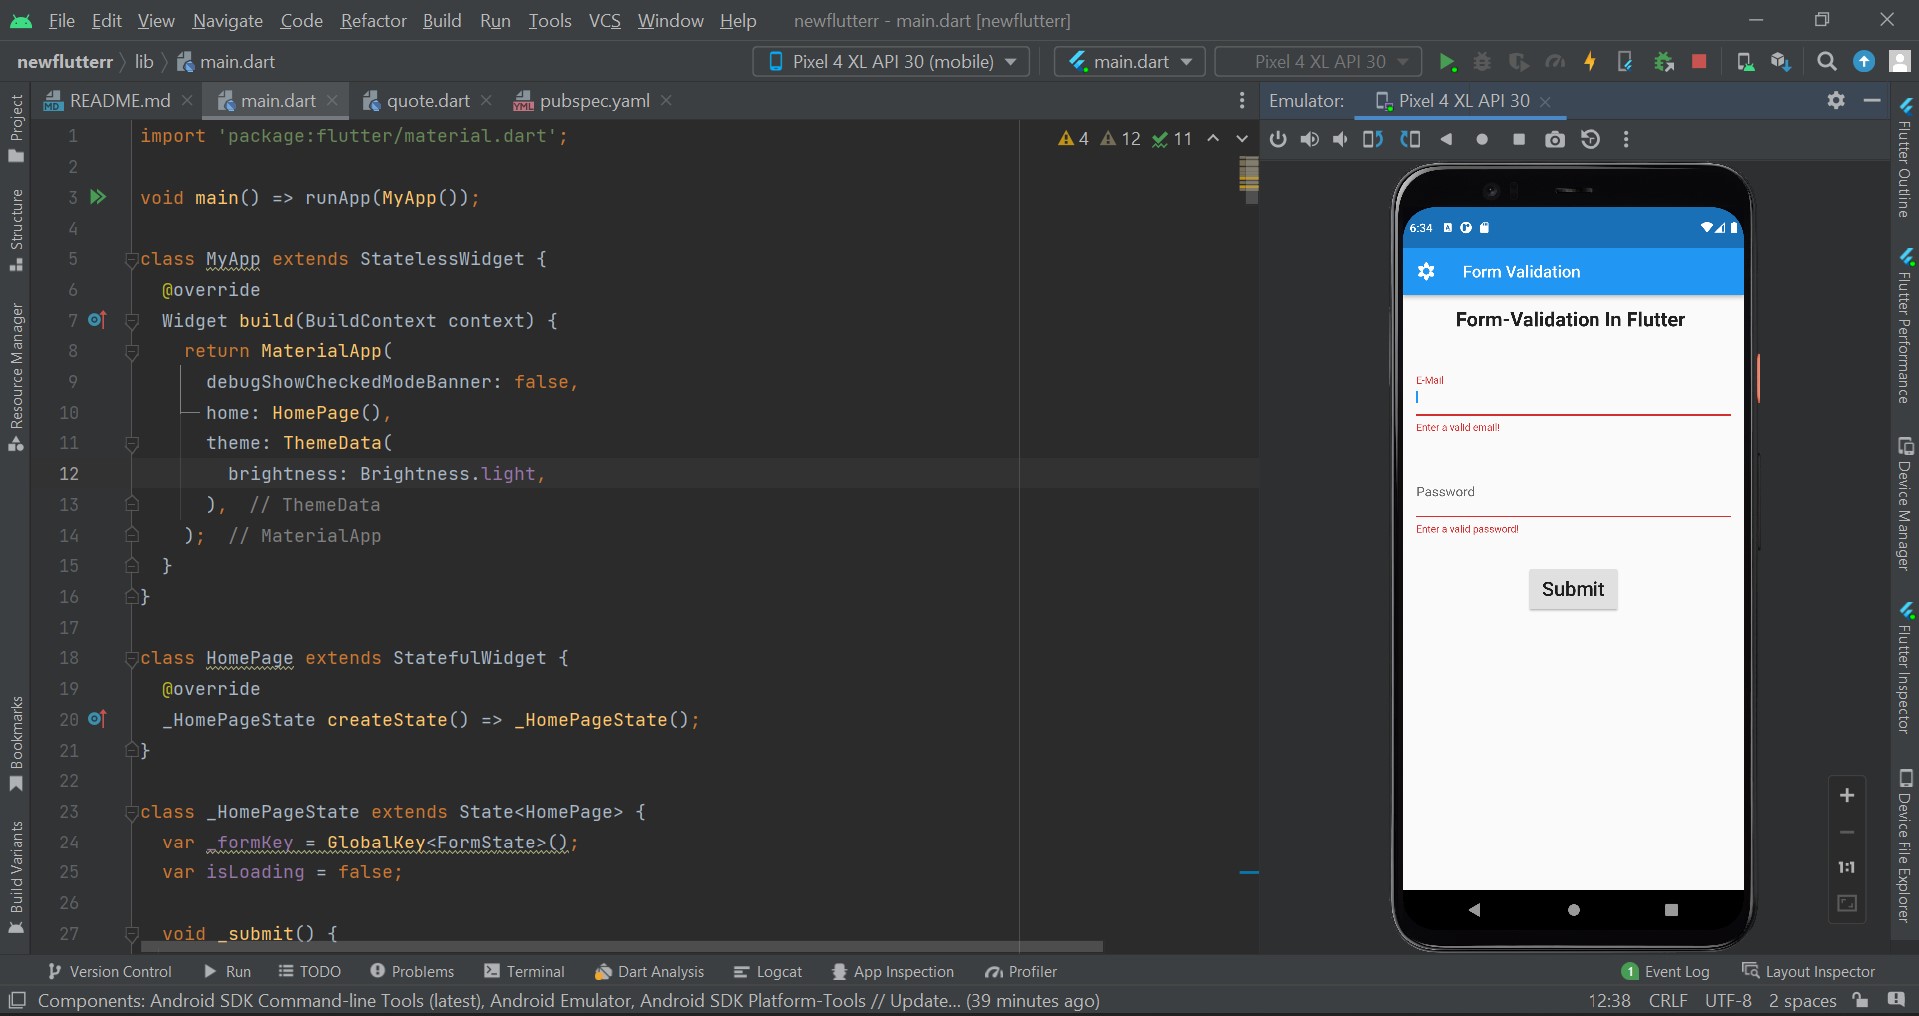 File Edit View Navigate Code Refactor Build Run Tools VCS Window Help newflutterr - main.dart [newflutterr]
newflutterr lib main.dart Pixel 4 XL API 30 (mobile) main.dart Pixel 4 XL API 30
README.md main.dart quote.dart pubspec.yaml Emulator: Pixel 4 XL API 30
4 12 11
1 import 'package:flutter/material.dart';
2
3 void main() => runApp(MyApp());
4
5 class MyApp extends StatelessWidget {
6 @override
7 Widget build(BuildContext context) {
8 return MaterialApp(
9 debugShowCheckedModeBanner: false,
10 home: HomePage(),
11 theme: ThemeData(
12 brightness: Brightness.light,
13 ), // ThemeData
14 ); // MaterialApp
15 }
16 }
17
18 class HomePage extends StatefulWidget {
19 @override
20 _HomePageState createState() => _HomePageState();
21 }
22
23 class _HomePageState extends State<HomePage> {
24 var _formKey = GlobalKey<FormState>();
25 var isLoading = false;
26
27 void _submit() {
Project
Structure
Resource Manager
Bookmarks
Build Variants
6:34
Form Validation
Form-Validation In Flutter
E-Mail
Enter a valid email!
Password
Enter a valid password!
Submit
1:1
Flutter Outline
Flutter Performance
Device Manager
Flutter Inspector
Device File Explorer
Version Control Run TODO Problems Terminal Dart Analysis Logcat App Inspection Profiler 1 Event Log Layout Inspector
Components: Android SDK Command-line Tools (latest), Android Emulator, Android SDK Platform-Tools // Update... (39 minutes ago) 12:38 CRLF UTF-8 2 spaces